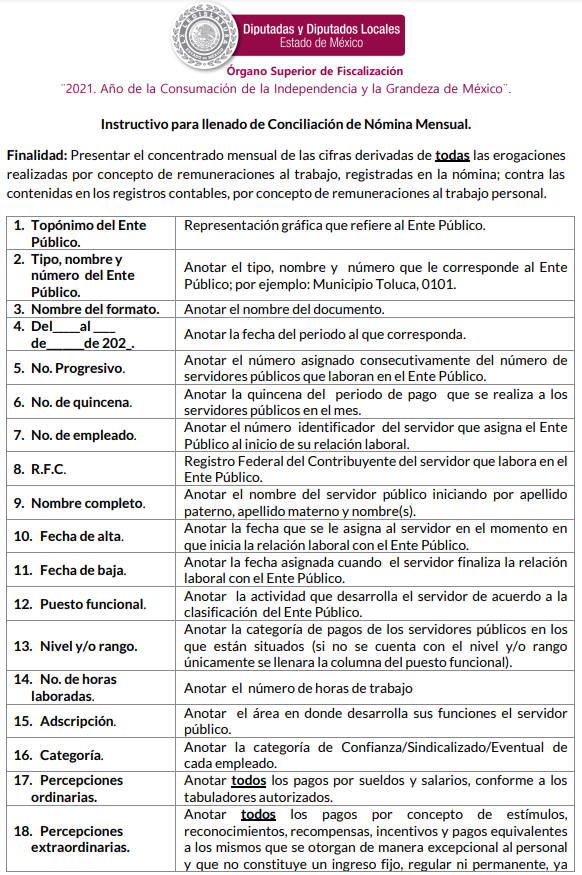 Diputadas y Diputados Locales
Estado de México
Órgano Superior de Fiscalización
¨2021. Año de la Consumación de la Independencia y la Grandeza de México¨.
Instructivo para llenado de Conciliación de Nómina Mensual.
Finalidad: Presentar el concentrado mensual de las cifras derivadas de todas las erogaciones
realizadas por concepto de remuneraciones al trabajo, registradas en la nómina; contra las
contenidas en los registros contables, por concepto de remuneraciones al trabajo personal.
1. Topónimo del Ente
Público.
Representación gráfica que refiere al Ente Público.
2. Tipo, nombre y
número del Ente
Público.
Anotar el tipo, nombre y número que le corresponde al Ente
Público; por ejemplo: Municipio Toluca, 0101.
3. Nombre del formato.
Anotar el nombre del documento.
4. Del_____al ____
de_______de 202_.
Anotar la fecha del periodo al que corresponda.
5. No. Progresivo.
Anotar el número asignado consecutivamente del número de
servidores públicos que laboran en el Ente Público.
6. No. de quincena.
Anotar la quincena del periodo de pago que se realiza a los
servidores públicos en el mes.
7. No. de empleado.
Anotar el número identificador del servidor que asigna el Ente
Público al inicio de su relación laboral.
8. R.F.C.
Registro Federal del Contribuyente del servidor que labora en el
Ente Público.
9. Nombre completo.
Anotar el nombre del servidor público iniciando por apellido
paterno, apellido materno y nombre(s).
10. Fecha de alta.
Anotar la fecha que se le asigna al servidor en el momento en
que inicia la relación laboral con el Ente Público.
11. Fecha de baja.
Anotar la fecha asignada cuando el servidor finaliza la relación
laboral con el Ente Público.
12. Puesto funcional.
Anotar la actividad que desarrolla el servidor de acuerdo a la
clasificación del Ente Público.
13. Nivel y/o rango.
Anotar la categoría de pagos de los servidores públicos en los
que están situados (si no se cuenta con el nivel y/o rango
únicamente se llenara la columna del puesto funcional).
14. No. de horas
laboradas.
Anotar el número de horas de trabajo
15. Adscripción.
Anotar el área en donde desarrolla sus funciones el servidor
público.
16. Categoría.
Anotar la categoría de Confianza/Sindicalizado/Eventual de
cada empleado.
17. Percepciones
ordinarias.
Anotar todos los pagos por sueldos y salarios, conforme a los
tabuladores autorizados.
18. Percepciones
extraordinarias.
Anotar todos los pagos por concepto de estímulos,
reconocimientos, recompensas, incentivos y pagos equivalentes
a los mismos que se otorgan de manera excepcional al personal
y que no constituye un ingreso fijo, regular ni permanente, ya